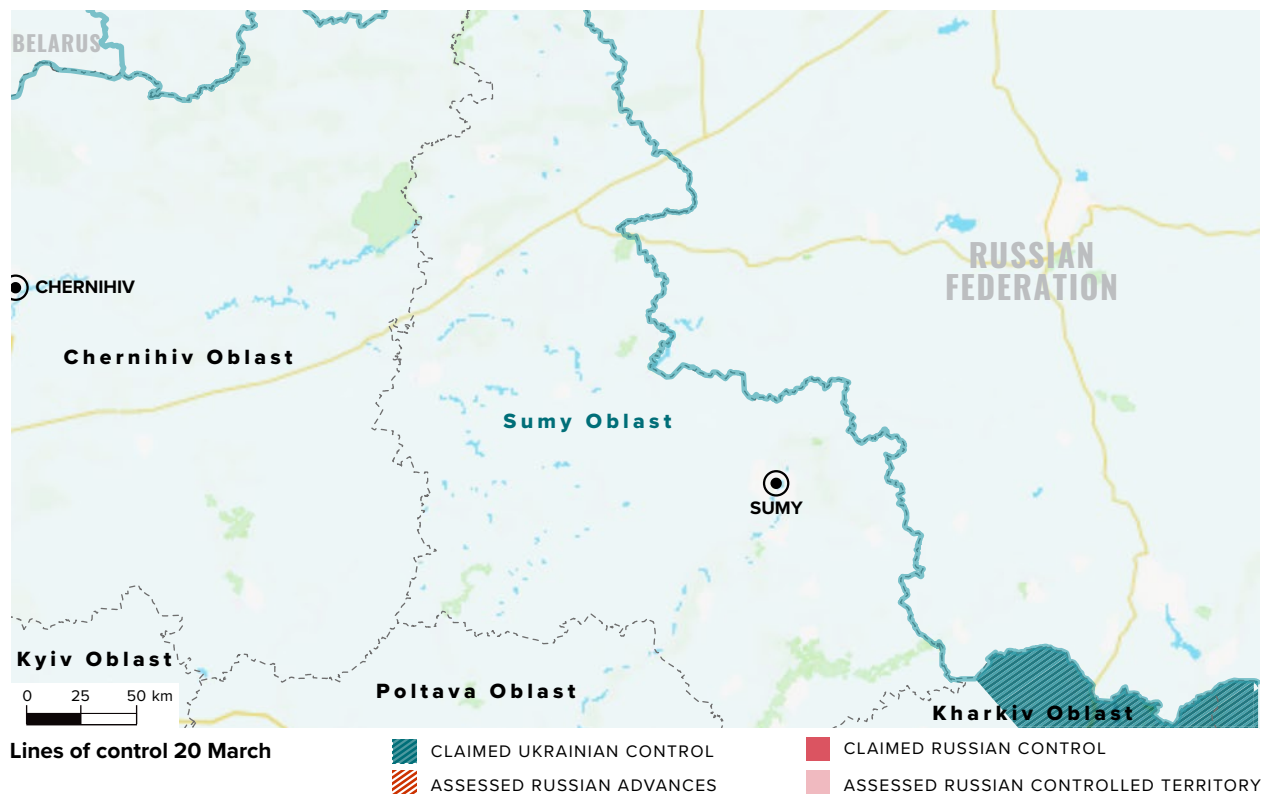 BELARUS
RUSSIAN
FEDERATION
CHERNIHIV
Chernihiv Oblast
Sumy Oblast
SUMY
Kyiv Oblast
Poltava Oblast
Kharkiv Oblast
0 25 50 km
Lines of control 20 March
CLAIMED UKRAINIAN CONTROL
CLAIMED RUSSIAN CONTROL
ASSESSED RUSSIAN ADVANCES
ASSESSED RUSSIAN CONTROLLED TERRITORY